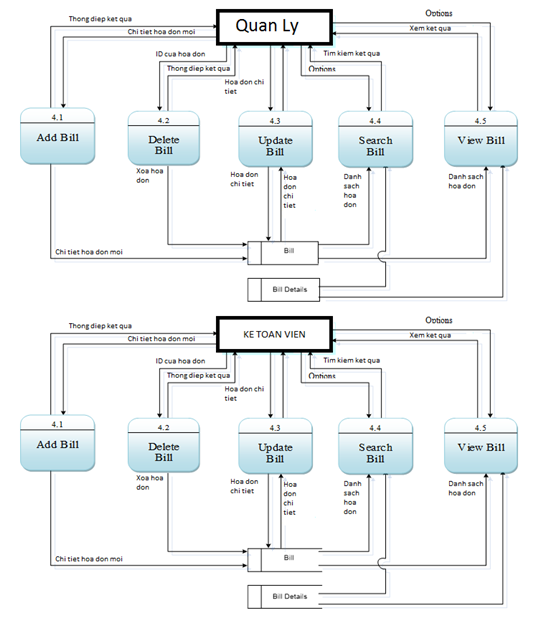 Options
Thong diep ket qua
Quan Ly
Xem ket qua
Chi tiet hoa don moi
ID cua hoa don
Tim kiem ket qua
Thong diep ket qua
Options
Hoa don chi
tiet
4.1
4.2
4.3
4.4
4.5
Add Bill
Delete
Bill
Update
Bill
Search
Bill
View Bill
Xoa hoa
don
Hoa don
chi tiet
Hoa
don
chi
tiet
Danh
sach
hoa
don
Danh sach
hoa don
Chi tiet hoa don moi
Bill
Bill Details
Options
Thong diep ket qua
KE TOAN VIEN
Xem ket qua
Chi tiet hoa don moi
ID cua hoa don
Tim kiem ket qua
Thong diep ket qua
Options
Hoa don chi
tiet
4.1
4.2
4.3
4.4
4.5
Add Bill
Delete
Bill
Update
Bill
Search
Bill
View Bill
Xoa hoa
don
Hoa don
chi tiet
Hoa
don
chi
tiet
Danh
sach
hoa
don
Danh sach
hoa don
Chi tiet hoa don moi
Bill
Bill Details